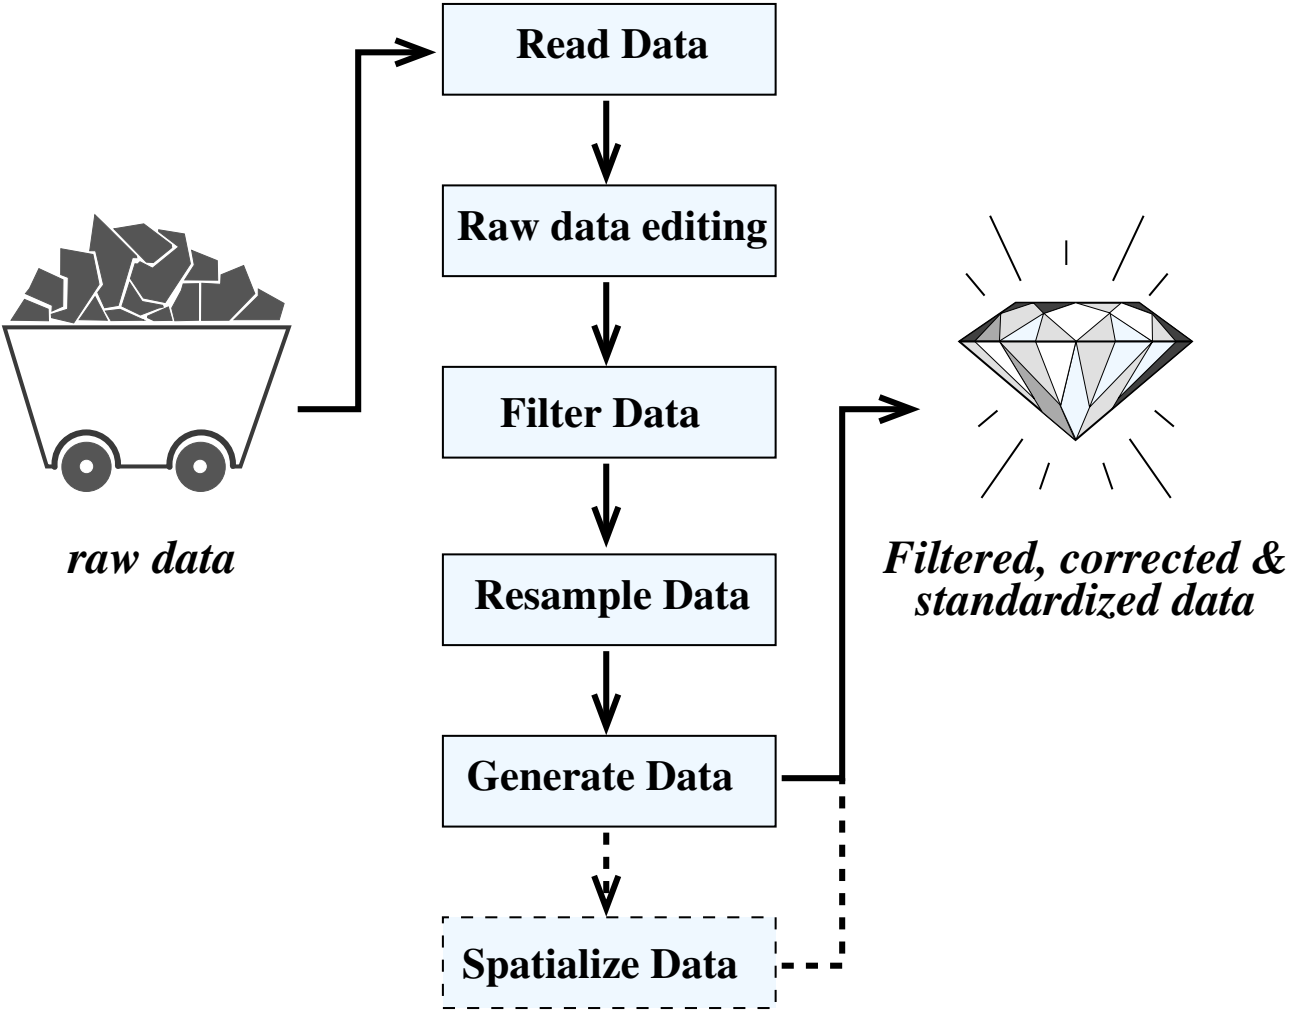 Read Data
Raw data editing
Filter Data
Resample Data
Generate Data
Spatialize Data
raw data
Filtered, corrected &
standardized data